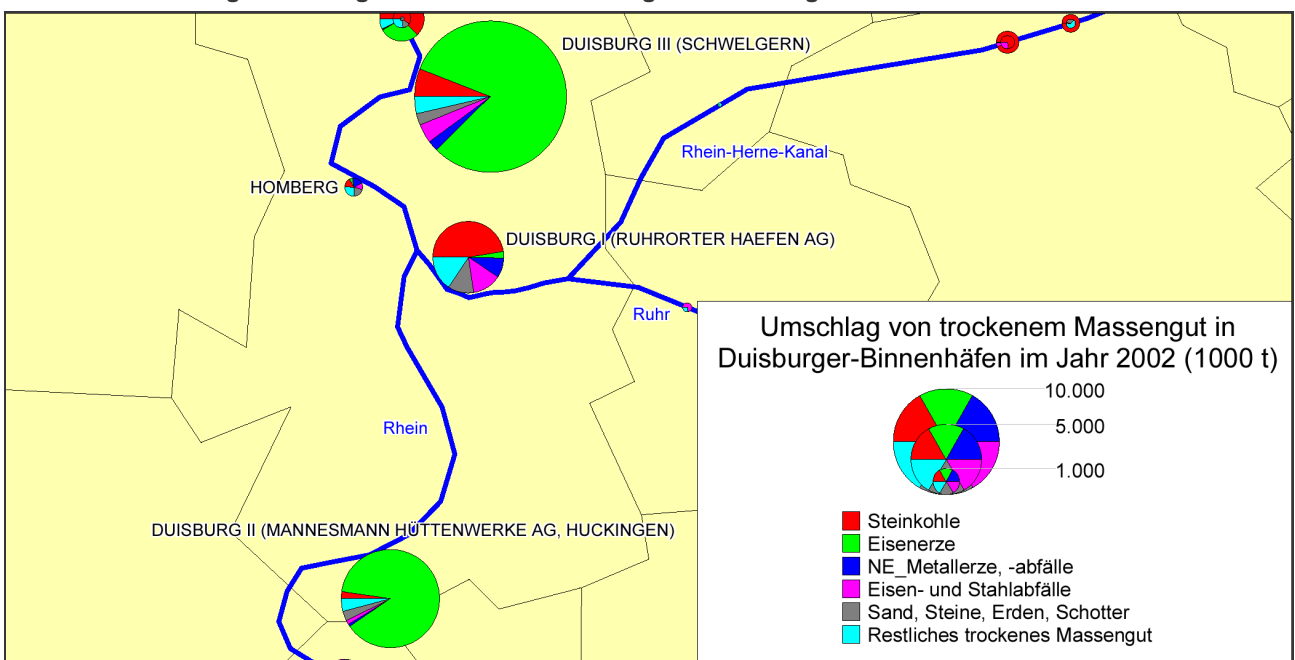 DUISBURG III (SCHWELGERN)
Rhein-Herne-Kanal
HOMBERG
DUISBURG I (RUHRORTER HAEFEN AG)
Ruhr
Rhein
DUISBURG II (MANNESMANN HÜTTENWERKE AG, HUCKINGEN)
Umschlag von trockenem Massengut in
Duisburger-Binnenhäfen im Jahr 2002 (1000 t)
10.000
5.000
1.000
Steinkohle
Eisenerze
NE_Metallerze, -abfälle
Eisen- und Stahlabfälle
Sand, Steine, Erden, Schotter
Restliches trockenes Massengut